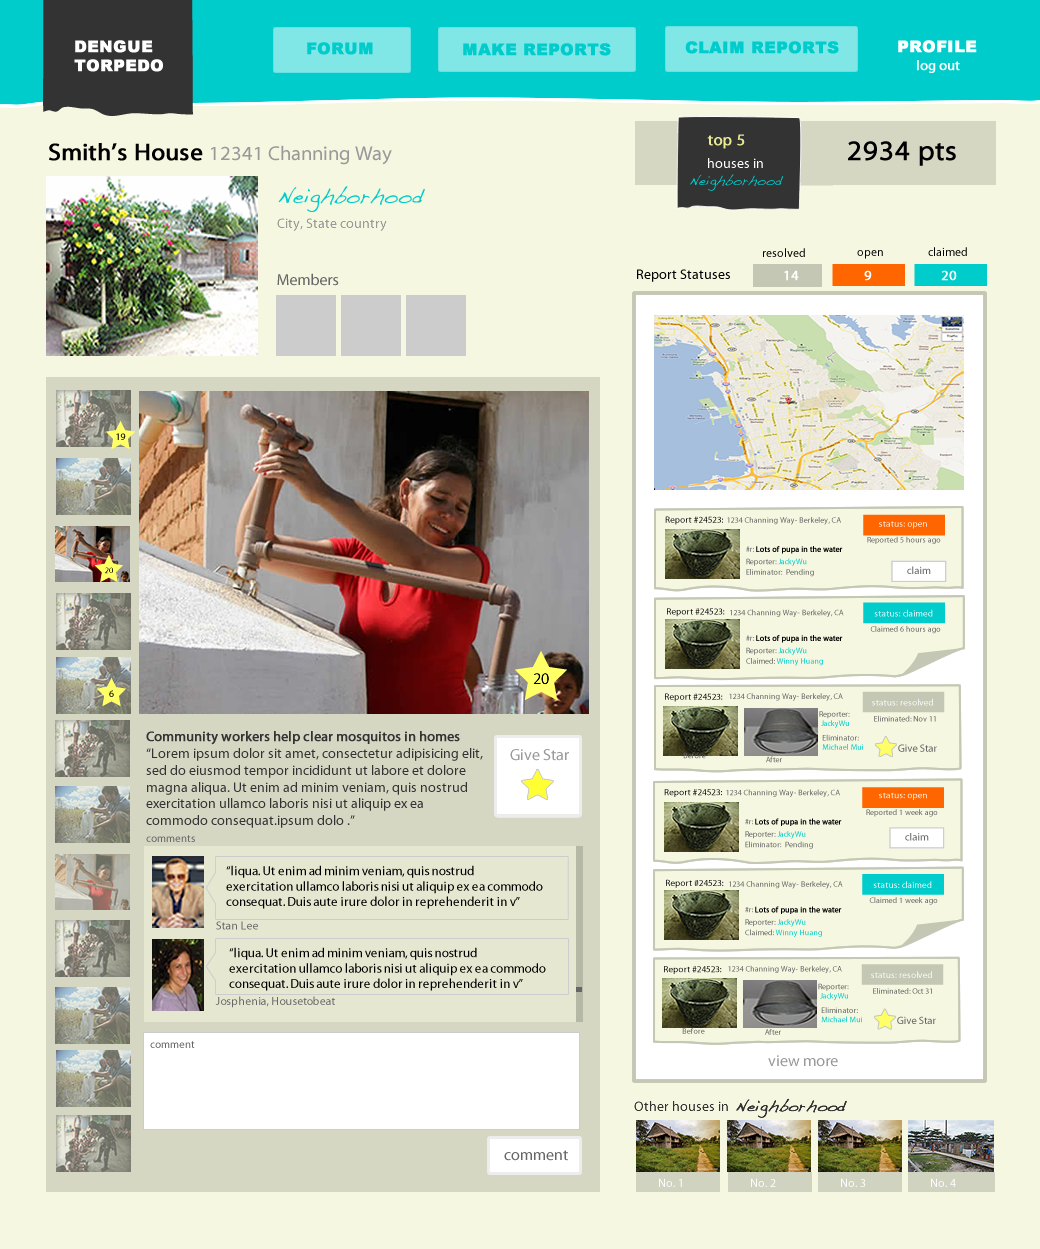 DENGUE
TORPEDO
FORUM
MAKE REPORTS
CLAIM REPORTS
PROFILE
log out
Smith's House 12341 Channing Way
Neighborhood
City, State country
Members
top 5
houses in
Neighborhood
2934 pts
resolved open claimed
Report Statuses 14 9 20
19
20
6
20
Community workers help clear mosquitos in homes
“Lorem ipsum dolor sit amet, consectetur adipisicing elit,
sed do eiusmod tempor incididunt ut labore et dolore
magna aliqua. Ut enim ad minim veniam, quis nostrud
exercitation ullamco laboris nisi ut aliquip ex ea
commodo consequat.ipsum dolo .”
Give Star
comments
“liqua. Ut enim ad minim veniam, quis nostrud
exercitation ullamco laboris nisi ut aliquip ex ea commodo
consequat. Duis aute irure dolor in reprehenderit in v”
Stan Lee
“liqua. Ut enim ad minim veniam, quis nostrud
exercitation ullamco laboris nisi ut aliquip ex ea commodo
consequat. Duis aute irure dolor in reprehenderit in v”
Josphenia, Housetobeat
comment
comment
Report #24523: 1234 Channing Way- Berkeley, CA
status: open
Reported 5 hours ago
#r: Lots of pupa in the water
Reporter: JackyWu
Eliminator: Pending
claim
Report #24523: 1234 Channing Way- Berkeley, CA
status: claimed
Claimed 6 hours ago
#r: Lots of pupa in the water
Reporter: JackyWu
Claimed: Winny Huang
Report #24523: 1234 Channing Way- Berkeley, CA
status: resolved
Eliminated: Nov 11
Reporter:
JackyWu
Eliminator:
Michael Mui
Give Star
Before
After
Report #24523: 1234 Channing Way- Berkeley, CA
status: open
Reported 1 week ago
#r: Lots of pupa in the water
Reporter: JackyWu
Eliminator: Pending
claim
Report #24523: 1234 Channing Way- Berkeley, CA
status: claimed
Claimed 1 week ago
#r: Lots of pupa in the water
Reporter: JackyWu
Claimed: Winny Huang
Report #24523: 1234 Channing Way- Berkeley, CA
status: resolved
Eliminated: Oct 31
Reporter:
JackyWu
Eliminator:
Michael Mui
Give Star
Before
After
view more
Other houses in Neighborhood
No. 1 No. 2 No. 3 No. 4